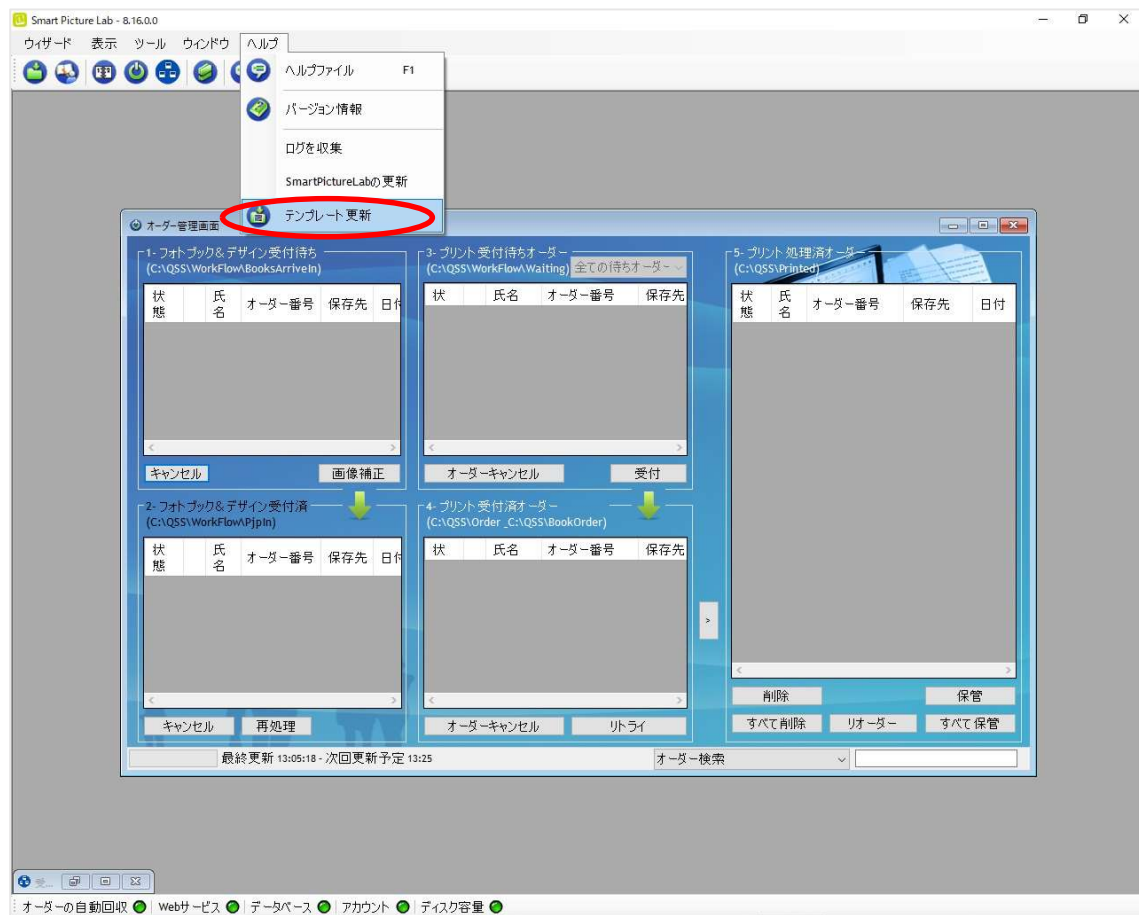 Smart Picture Lab - 8.16.0.0
ウィザード 表示 ツール ウィンドウ ヘルプ
ヘルプファイル F1
バージョン情報
ログを収集
SmartPictureLabの更新
テンプレート更新
オーダー管理画面
1- フォトブック&デザイン受付待ち
(C:\QSS\WorkFlow\BooksArriveIn)
状態 氏名 オーダー番号 保存先 日付
キャンセル 画像補正
2- フォトブック&デザイン受付済
(C:\QSS\WorkFlow\PjpIn)
状態 氏名 オーダー番号 保存先 日付
キャンセル 再処理
3- プリント受付待ちオーダー
(C:\QSS\WorkFlow\Waiting) 全ての待ちオーダー
状 氏名 オーダー番号 保存先
オーダーキャンセル 受付
4- プリント受付済オーダー
(C:\QSS\Order _C:\QSS\BookOrder)
状 氏名 オーダー番号 保存先
オーダーキャンセル リトライ
>
5- プリント処理済オーダー
(C:\QSS\Printed)
状態 氏名 オーダー番号 保存先 日付
削除 保管
すべて削除 リオーダー すべて保管
最終更新 13:05:18 - 次回更新予定 13:25 オーダー検索
受...
オーダーの自動回収 Webサービス データベース アカウント ディスク容量